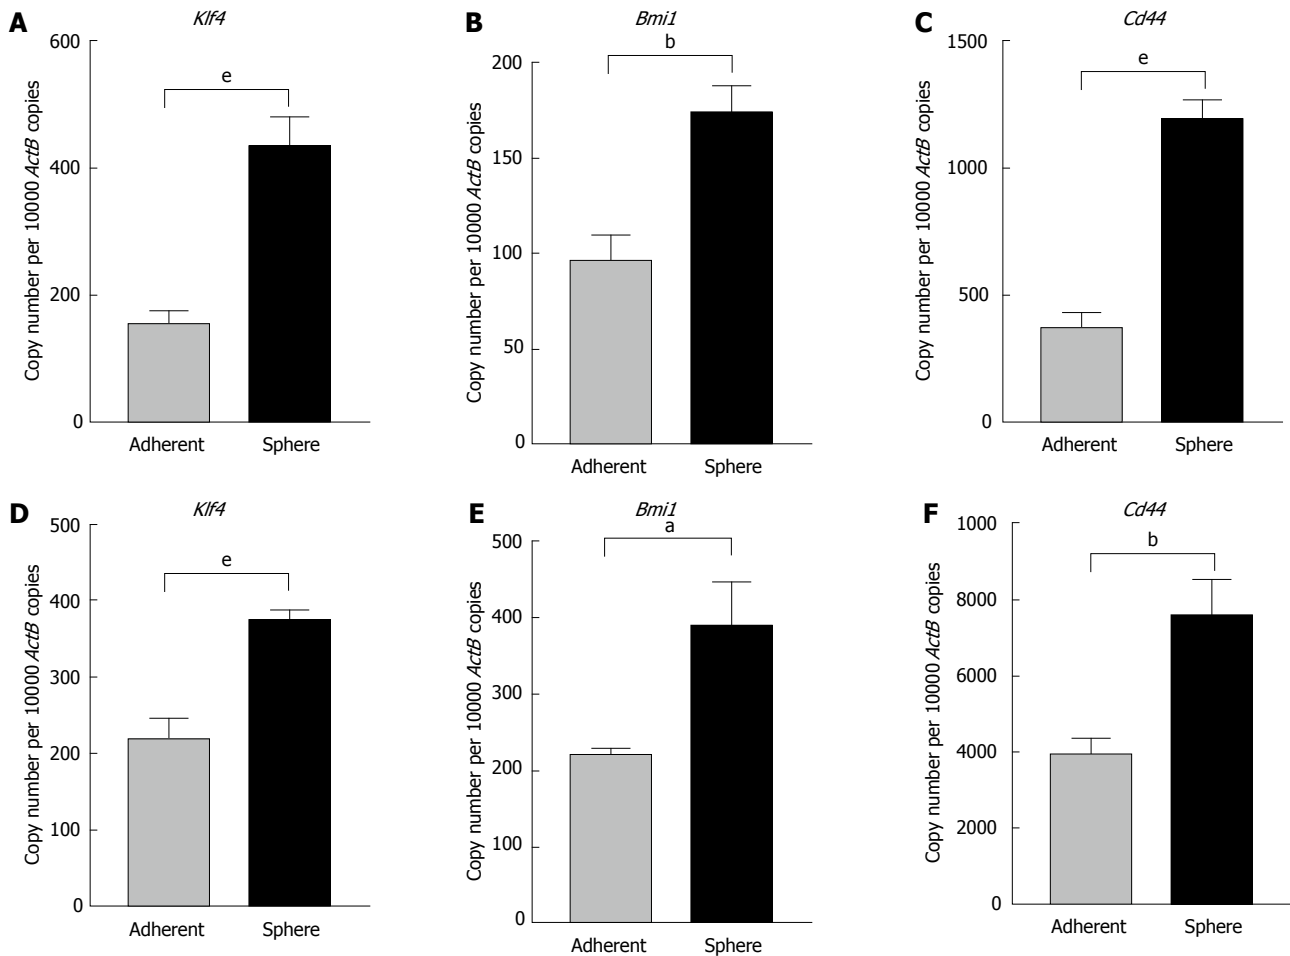 A
Klf4
e
Copy number per 10000 ActB copies
600
400
200
0
Adherent
Sphere
B
Bmi1
b
Copy number per 10000 ActB copies
200
150
100
50
0
Adherent
Sphere
C
Cd44
e
Copy number per 10000 ActB copies
1500
1000
500
0
Adherent
Sphere
D
Klf4
e
Copy number per 10000 ActB copies
500
400
300
200
100
0
Adherent
Sphere
E
Bmi1
a
Copy number per 10000 ActB copies
500
400
300
200
100
0
Adherent
Sphere
F
Cd44
b
Copy number per 10000 ActB copies
1000
8000
6000
4000
2000
0
Adherent
Sphere